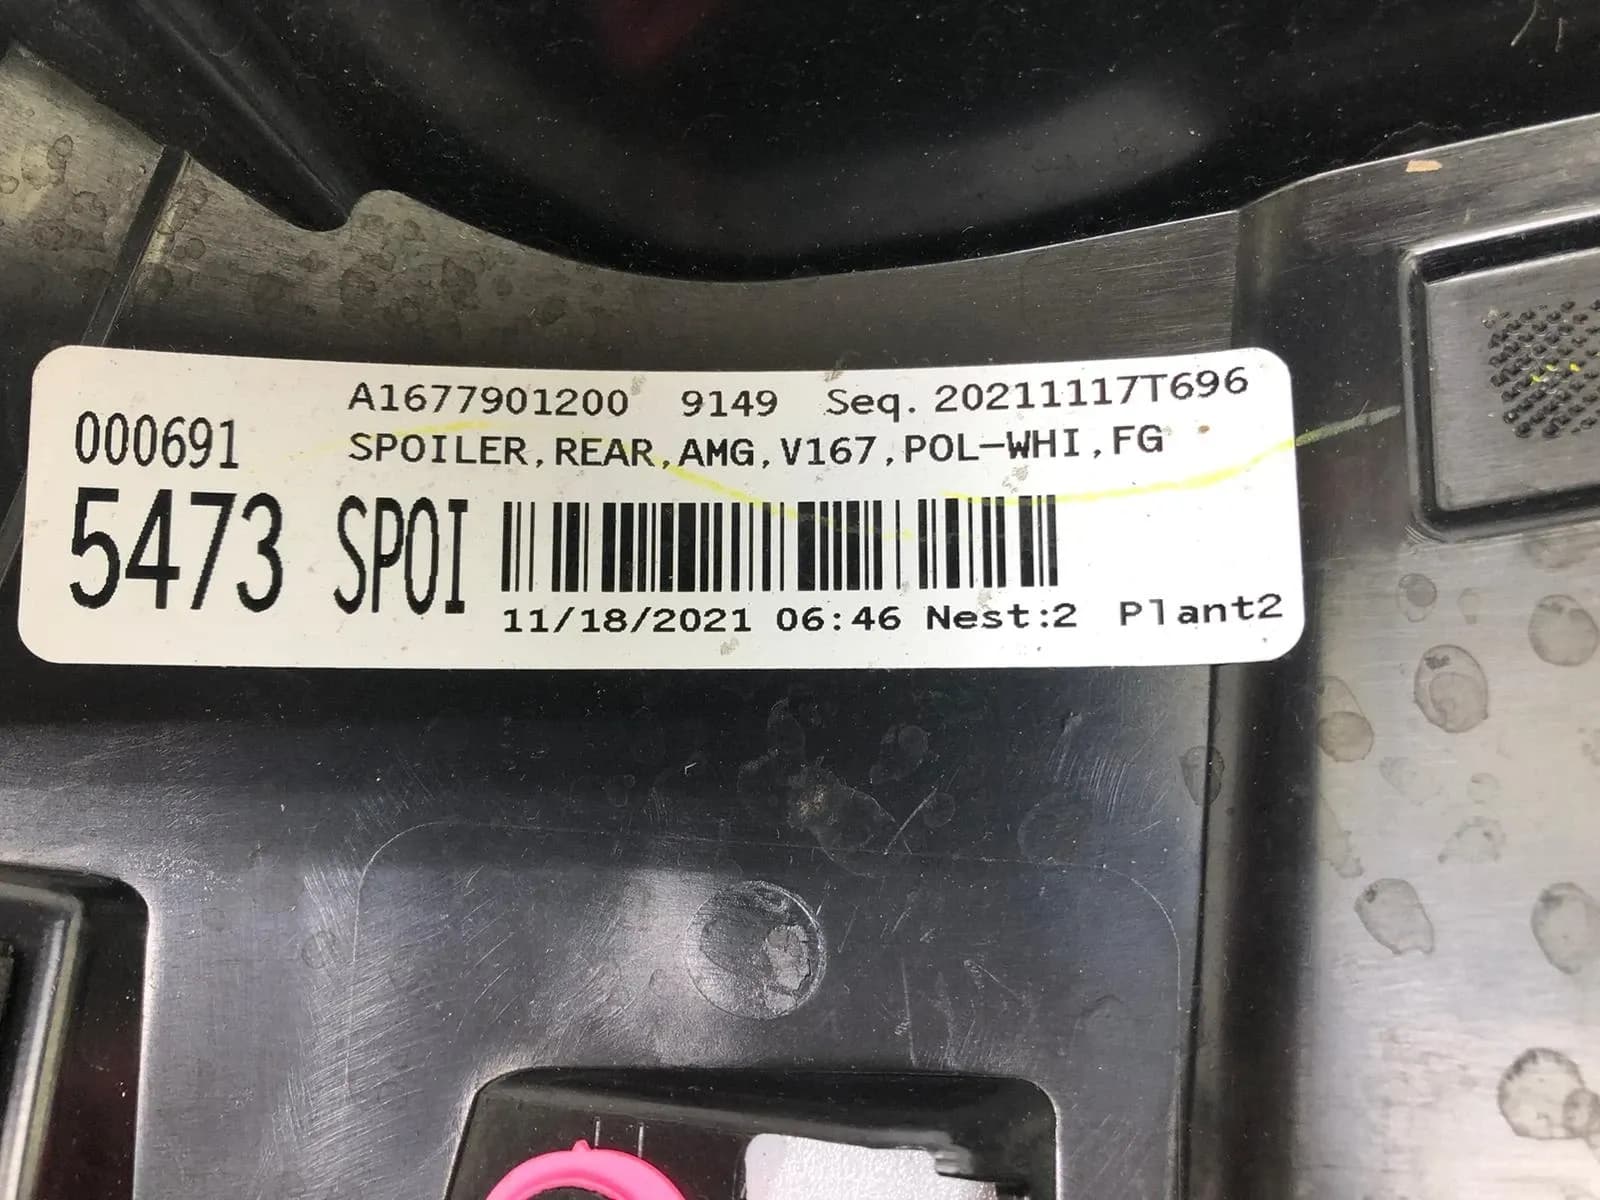 A1677901200 9149 Seq. 20211117T696
000691 SPOILER,REAR,AMG,V167,POL-WHI,FG
5473 SPOI
11/18/2021 06:46 Nest:2 Plant2